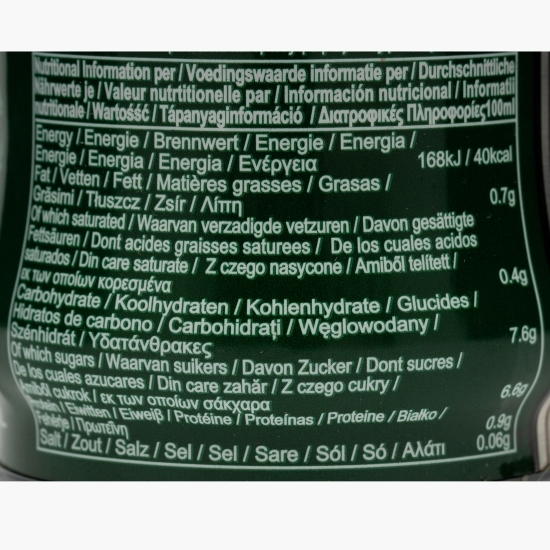 Nutritional Information per / Voedingswaarde informatie per / Durchschnittliche
Nährwerte je / Valeur nutritionelle par / Información nutricional / Informatii
nutritionale / Wartośść / Tápanyaginformáció / Διατροφικές Πληροφορίες 100ml
Energy / Energie / Brennwert / Energie / Energia /
Energie / Energia / Energia / Ενέργεια 168kJ / 40kcal
Fat / Vetten / Fett / Matières grasses / Grasas /
Grăsimi / Tłuszcz / Zsír / Λίπη 0.7g
Of which saturated / Waarvan verzadigde vetzuren / Davon gesättigte
Fettsäuren / Dont acides graisses saturees / De los cuales acidos
saturados / Din care saturate / Z czego nasycone / Amiből telített /
εκ των οποίων κορεσμένα 0.4g
Carbohydrate / Koolhydraten / Kohlenhydrate / Glucides /
Hidratos de carbono / Carbohidrați / Węglowodany /
Szénhidrát / Υδατάνθρακες 7.6g
Of which sugars / Waarvan suikers / Davon Zucker / Dont sucres /
De los cuales azucares / Din care zahăr / Z czego cukry /
Amiből cukrok / εκ των οποίων σάκχαρα 6.6g
Protein / Eiwitten / Eiweiß / Protéine / Proteínas / Proteine / Białko /
Fehérje / Πρωτεΐνη 0.9g
Salt / Zout / Salz / Sel / Sel / Sare / Sól / Só / Αλάτι 0.06g